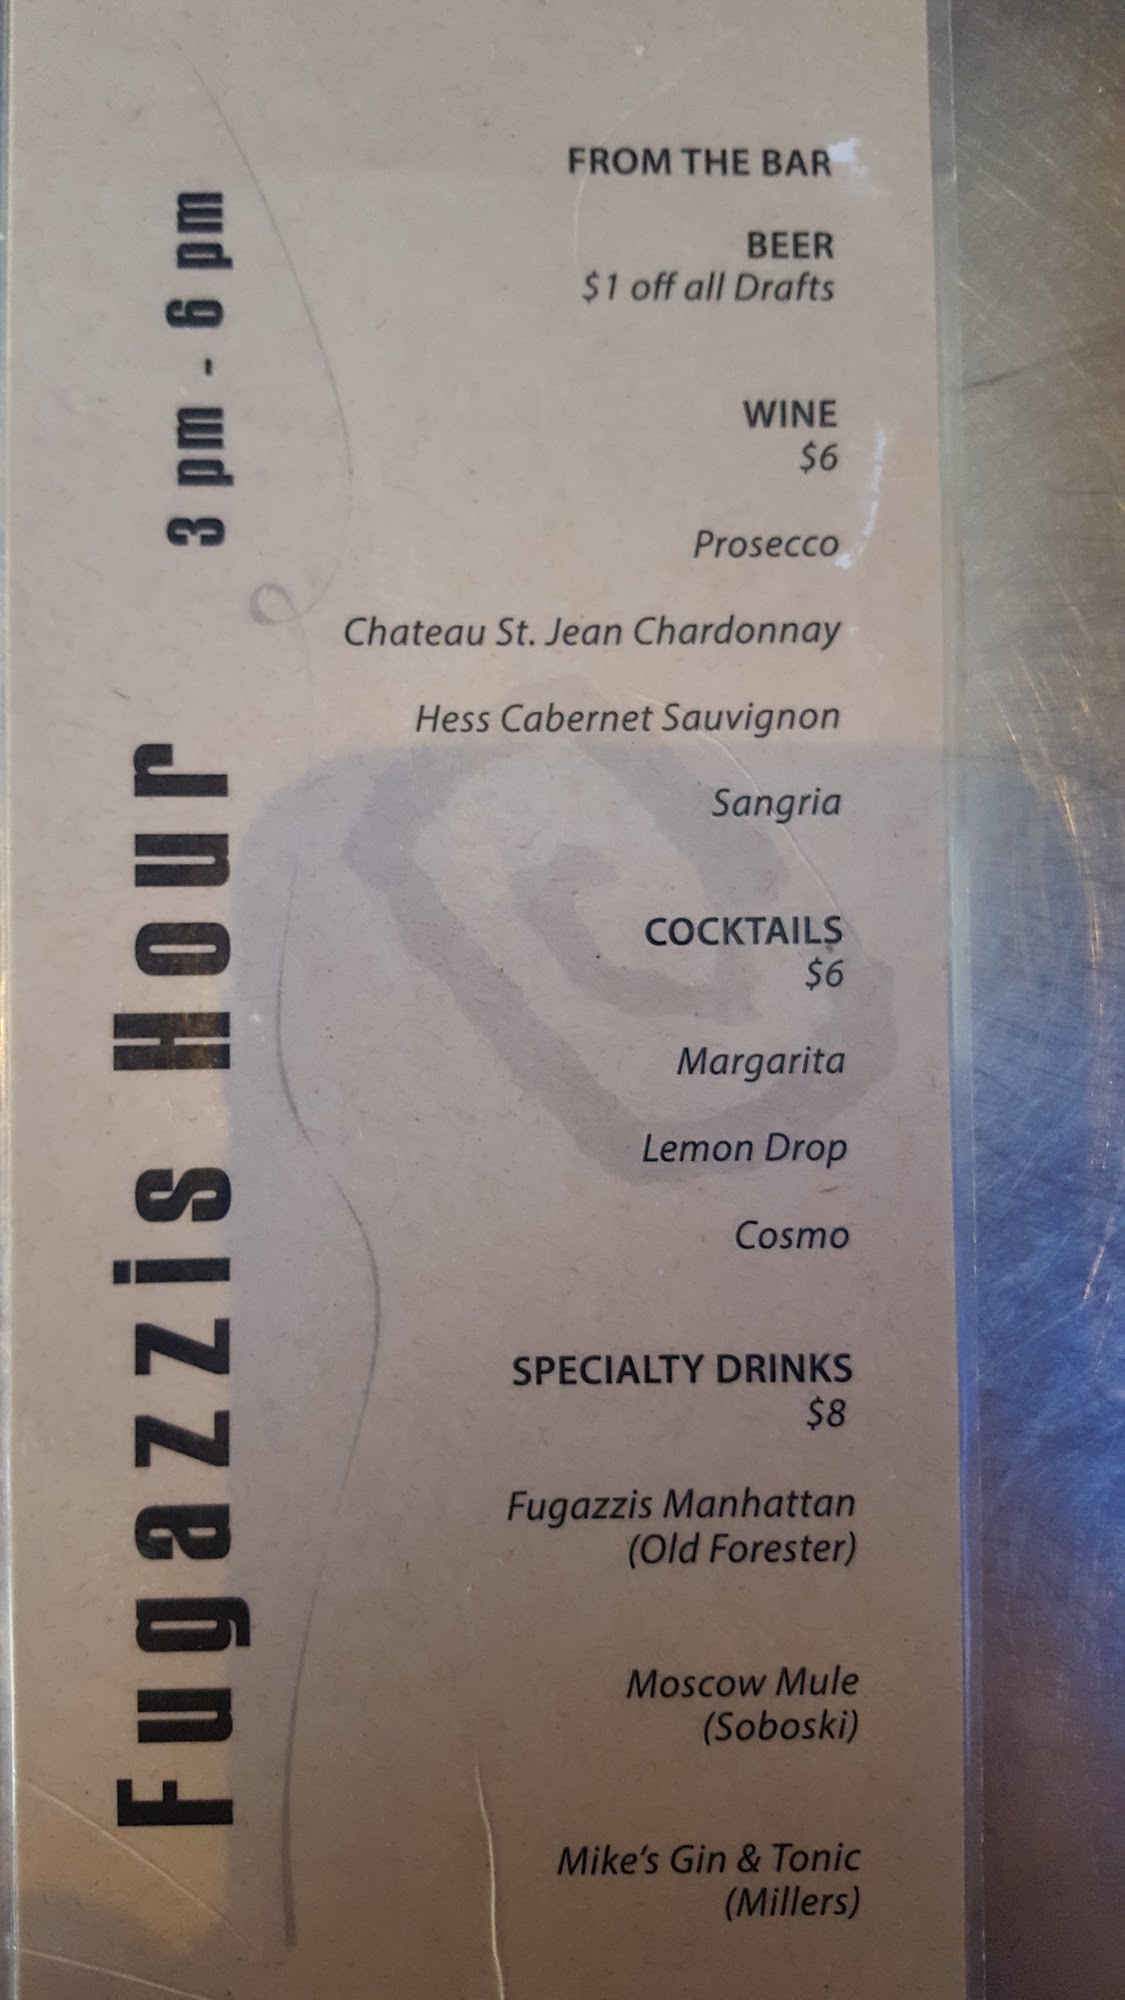 Fugazzis Hour 3 pm - 6 pm
FROM THE BAR
BEER
$1 off all Drafts
WINE
$6
Prosecco
Chateau St. Jean Chardonnay
Hess Cabernet Sauvignon
Sangria
COCKTAILS
$6
Margarita
Lemon Drop
Cosmo
SPECIALTY DRINKS
$8
Fugazzis Manhattan
(Old Forester)
Moscow Mule
(Soboski)
Mike's Gin & Tonic
(Millers)